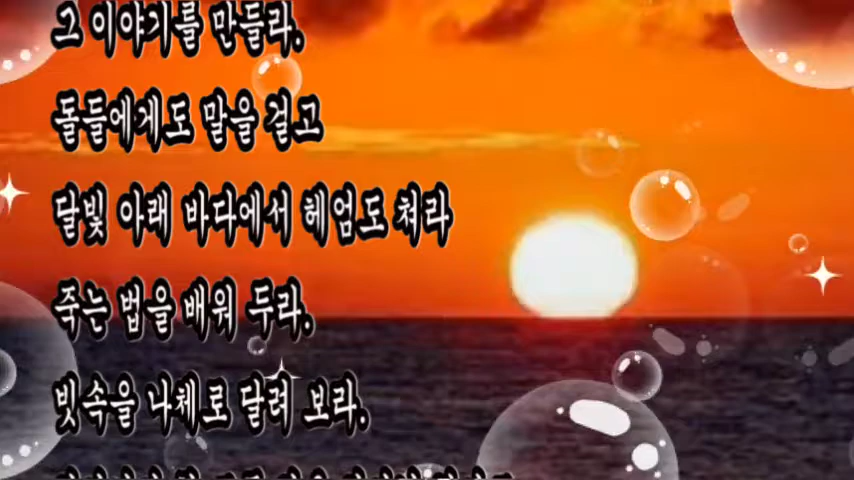 그 이야기를 만들라.
돌들에게도 말을 걸고
달빛 아래 바다에서 헤엄도 쳐라
죽는 법을 배워 두라.
빗속을 나체로 달려 보라.